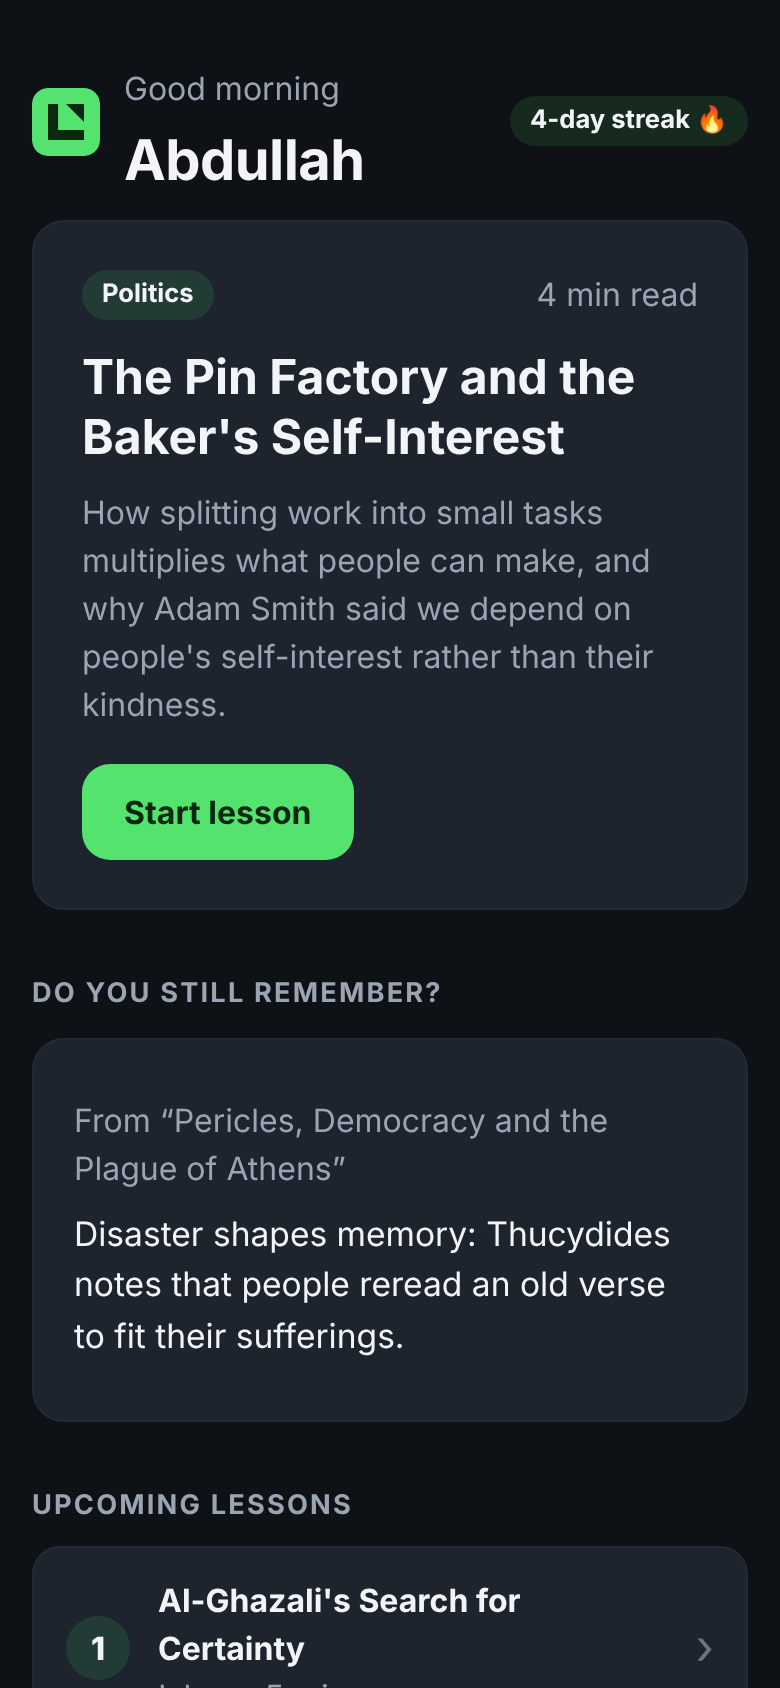 Good morning
Abdullah
4-day streak 🔥
Politics
4 min read
The Pin Factory and the
Baker's Self-Interest
How splitting work into small tasks
multiplies what people can make, and
why Adam Smith said we depend on
people's self-interest rather than their
kindness.
Start lesson
DO YOU STILL REMEMBER?
From “Pericles, Democracy and the
Plague of Athens”
Disaster shapes memory: Thucydides
notes that people reread an old verse
to fit their sufferings.
UPCOMING LESSONS
1
Al-Ghazali's Search for
Certainty